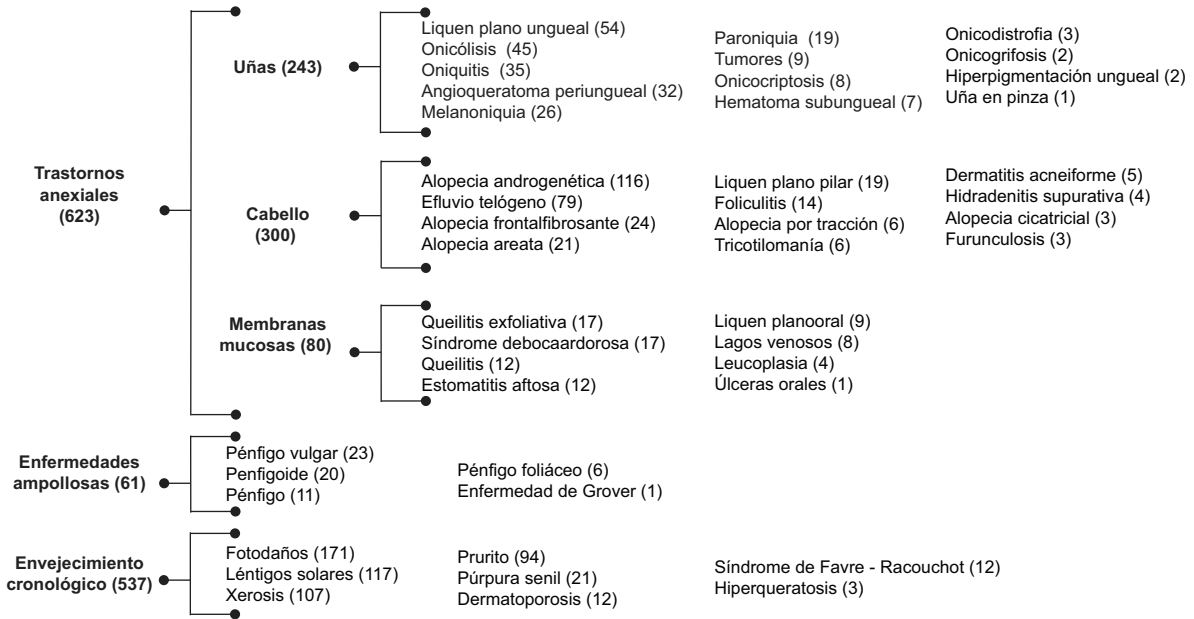 Trastornos
anexiales
(623)
Uñas (243)
Liquen plano ungueal (54)
Onicólisis (45)
Oniquitis (35)
Angioqueratoma periungueal (32)
Melanoniquia (26)
Paroniquia (19)
Tumores (9)
Onicocriptosis (8)
Hematoma subungueal (7)
Onicodistrofia (3)
Onicogrifosis (2)
Hiperpigmentación ungueal (2)
Uña en pinza (1)
Cabello
(300)
Alopecia androgenética (116)
Efluvio telógeno (79)
Alopecia frontalfibrosante (24)
Alopecia areata (21)
Liquen plano pilar (19)
Foliculitis (14)
Alopecia por tracción (6)
Tricotilomanía (6)
Dermatitis acneiforme (5)
Hidradenitis supurativa (4)
Alopecia cicatricial (3)
Furunculosis (3)
Membranas
mucosas (80)
Queilitis exfoliativa (17)
Síndrome debocaardorosa (17)
Queilitis (12)
Estomatitis aftosa (12)
Liquen planooral (9)
Lagos venosos (8)
Leucoplasia (4)
Úlceras orales (1)
Enfermedades
ampollosas (61)
Pénfigo vulgar (23)
Penfigoide (20)
Pénfigo (11)
Pénfigo foliáceo (6)
Enfermedad de Grover (1)
Envejecimiento
cronológico (537)
Fotodaños (171)
Léntigos solares (117)
Xerosis (107)
Prurito (94)
Púrpura senil (21)
Dermatoporosis (12)
Síndrome de Favre - Racouchot (12)
Hiperqueratosis (3)